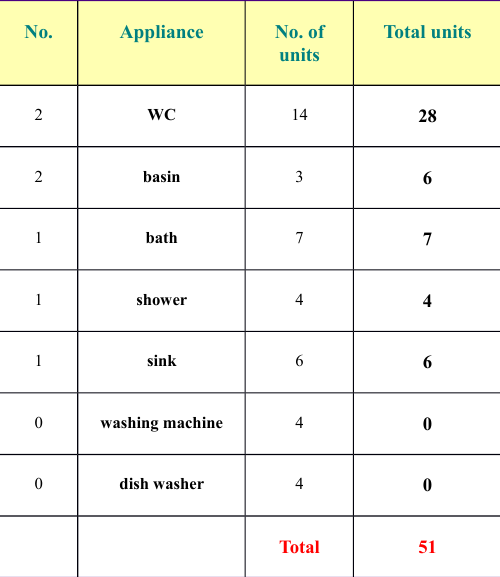 No. Appliance No. of units Total units
2 WC 14 28
2 basin 3 6
1 bath 7 7
1 shower 4 4
1 sink 6 6
0 washing machine 4 0
0 dish washer 4 0
Total 51